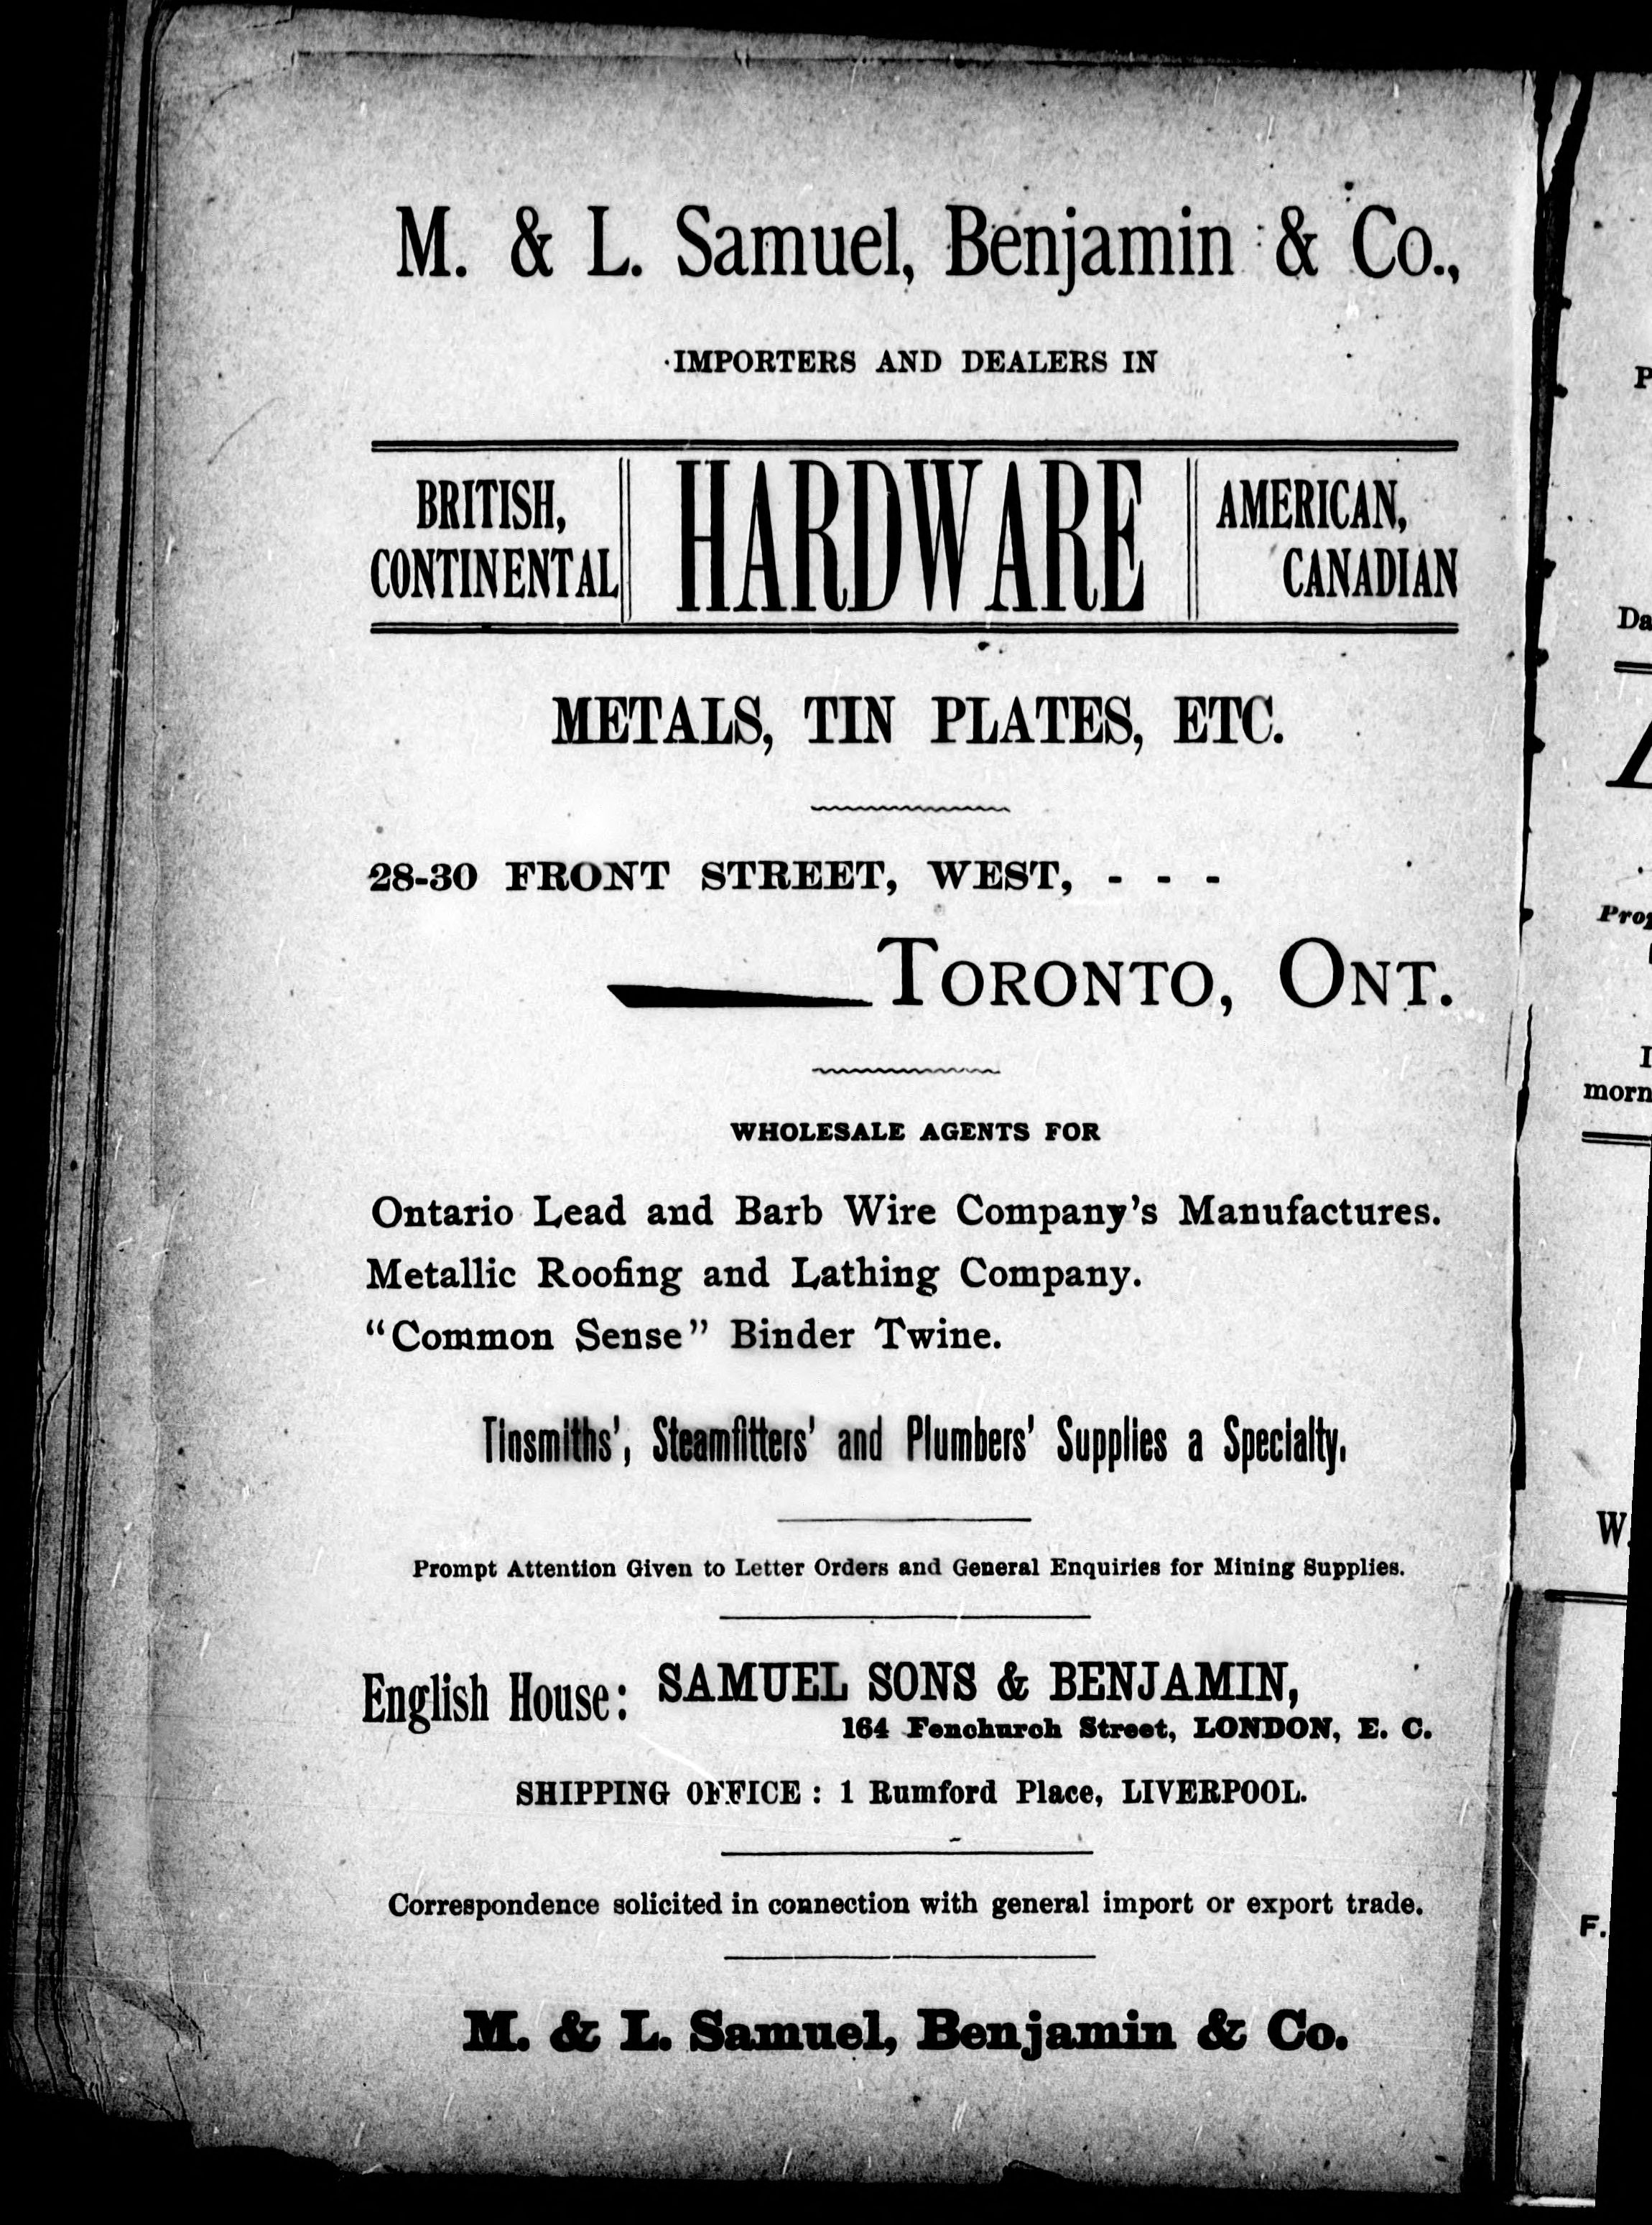 M. & L. Samuel, Benjamin & Co.,
IMPORTERS AND DEALERS IN
BRITISH,
CONTINENTAL
HARDWARE
AMERICAN,
CANADIAN
METALS, TIN PLATES, ETC.
28-30 FRONT STREET, WEST, - - -
TORONTO, ONT.
WHOLESALE AGENTS FOR
Ontario Lead and Barb Wire Company's Manufactures.
Metallic Roofing and Lathing Company.
"Common Sense" Binder Twine.
Tinsmiths', Steamfitters' and Plumbers' Supplies a Specialty.
Prompt Attention Given to Letter Orders and General Enquiries for Mining Supplies.
English House: SAMUEL SONS & BENJAMIN,
164 Fenchurch Street, LONDON, E. C.
SHIPPING OFFICE : 1 Rumford Place, LIVERPOOL.
Correspondence solicited in connection with general import or export trade.
M. & L. Samuel, Benjamin & Co.
P
Da
Prop
I
morn
W.
F.